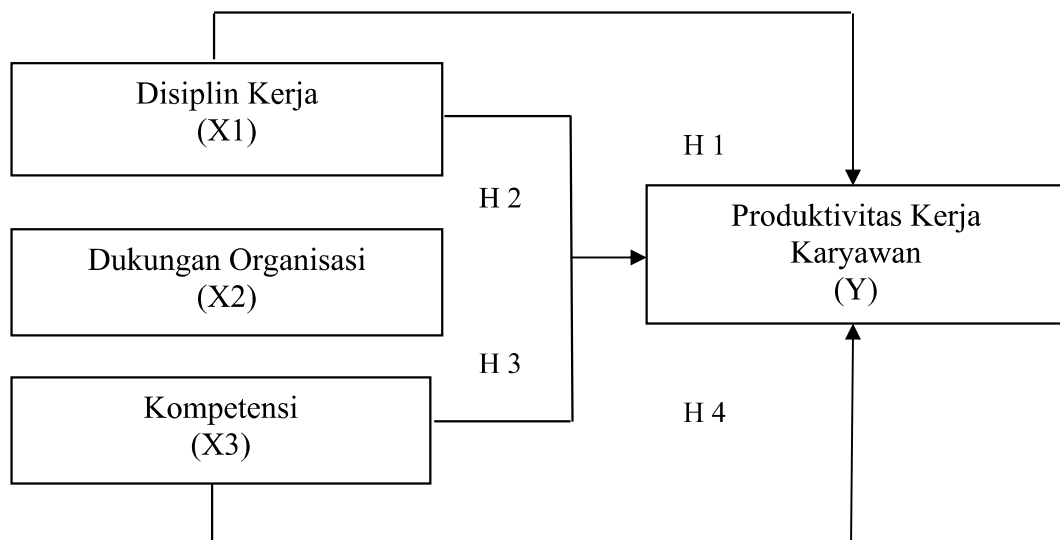 Disiplin Kerja
(X1)
H 1
H 2
Produktivitas Kerja
Karyawan
(Y)
Dukungan Organisasi
(X2)
H 3
Kompetensi
(X3)
H 4